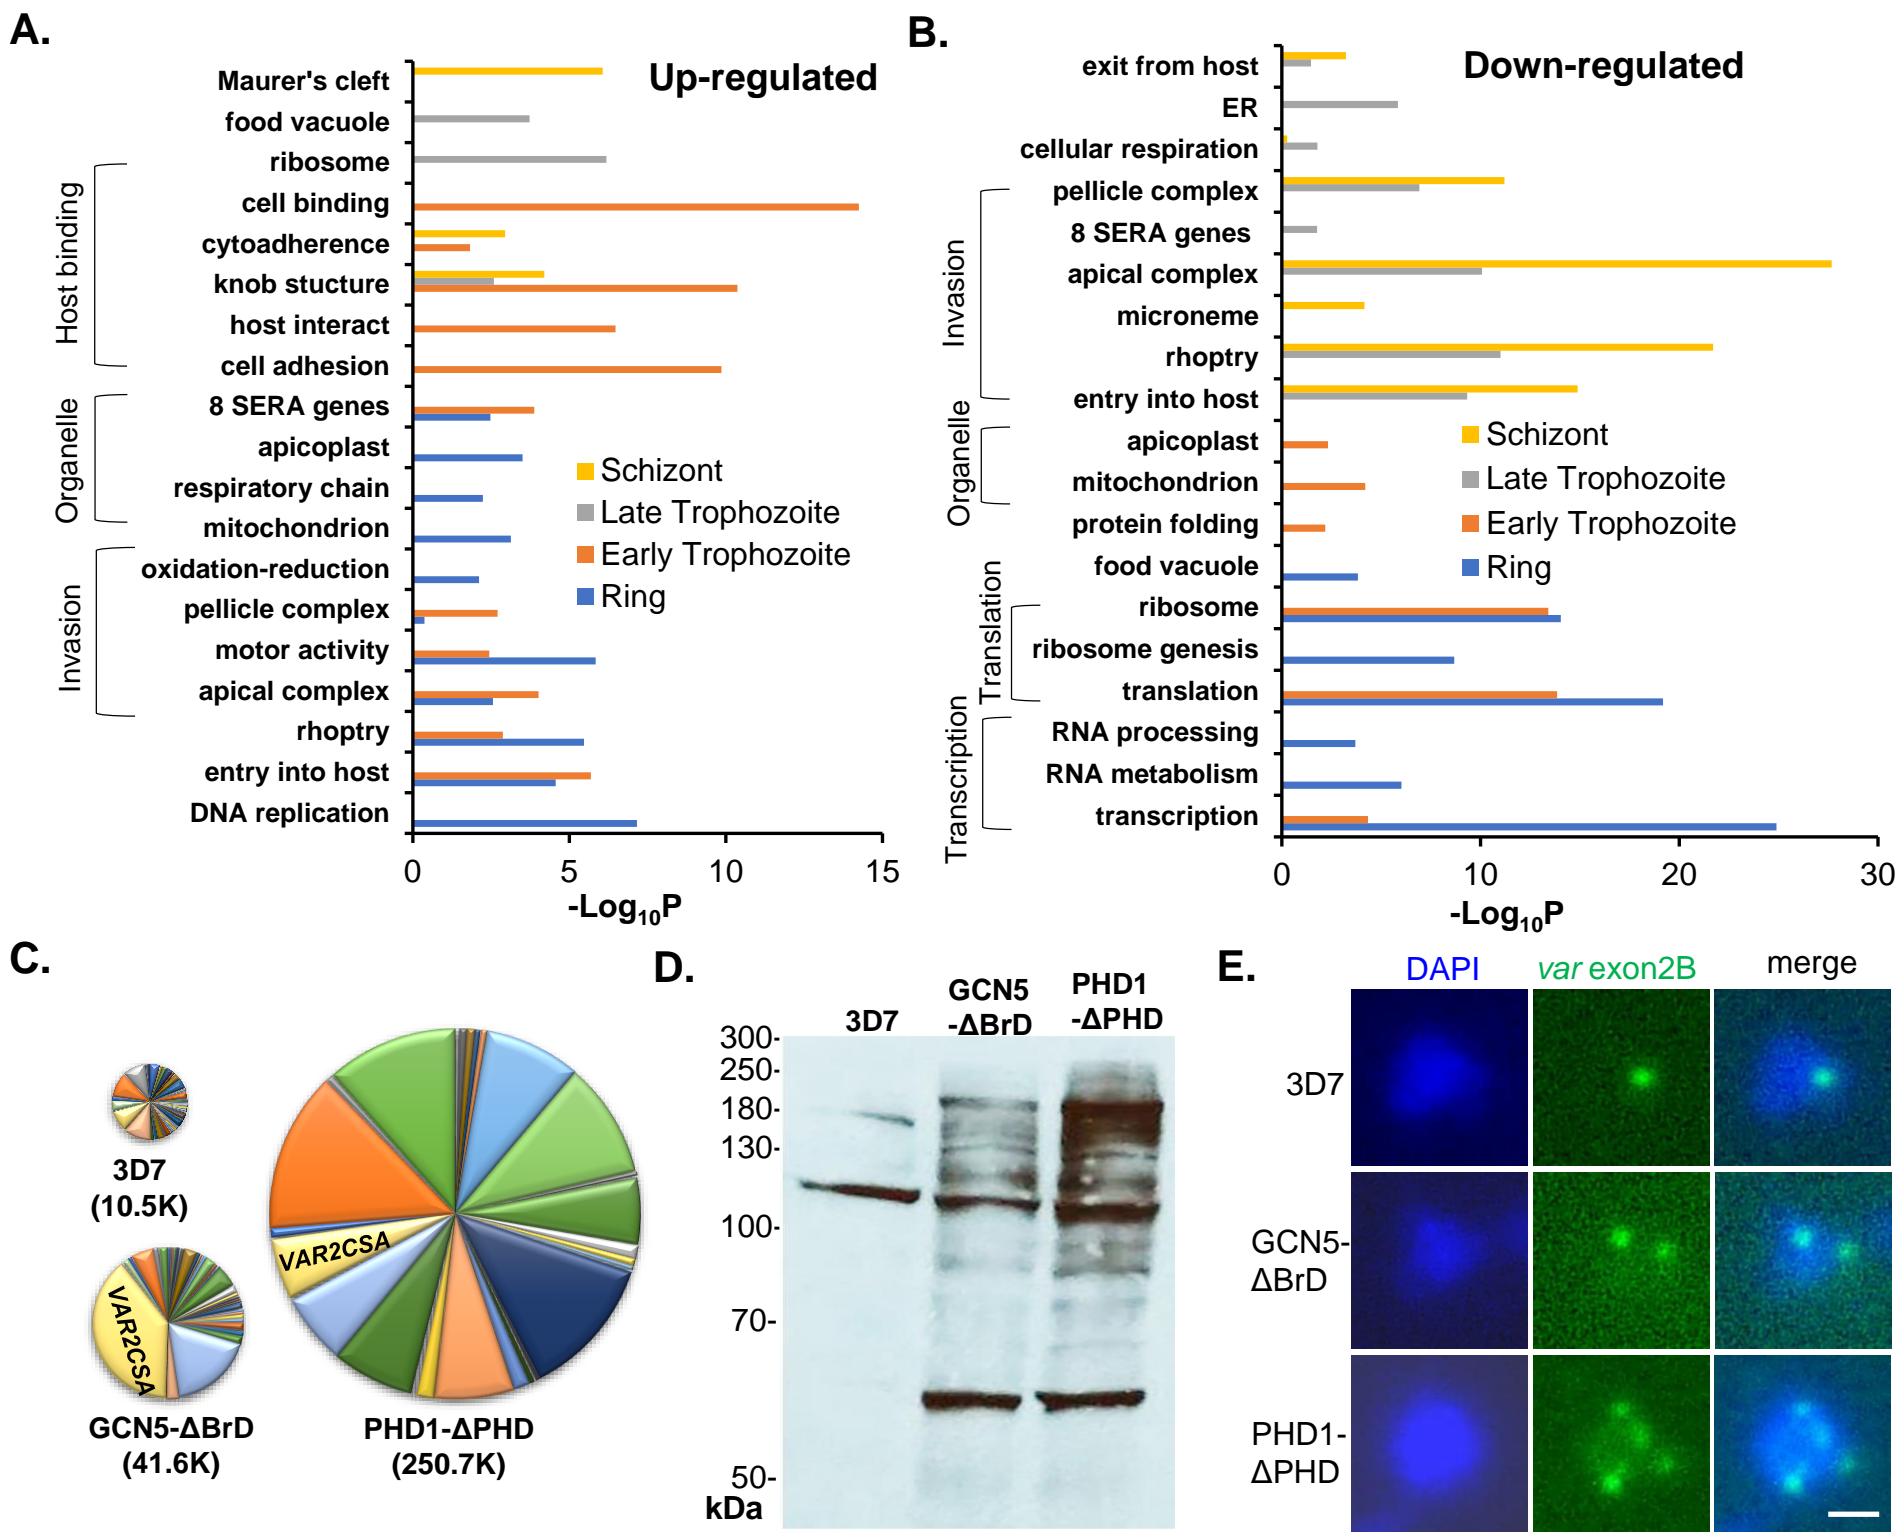 A.
Up-regulated
Maurer's cleft
food vacuole
ribosome
cell binding
cytoadherence
knob stucture
host interact
cell adhesion
8 SERA genes
apicoplast
respiratory chain
mitochondrion
oxidation-reduction
pellicle complex
motor activity
apical complex
rhoptry
entry into host
DNA replication
Host binding
Organelle
Invasion
Schizont
Late Trophozoite
Early Trophozoite
Ring
0 5 10 15
-Log₁₀P
B.
Down-regulated
exit from host
ER
cellular respiration
pellicle complex
8 SERA genes
apical complex
microneme
rhoptry
entry into host
apicoplast
mitochondrion
protein folding
food vacuole
ribosome
ribosome genesis
translation
RNA processing
RNA metabolism
transcription
Invasion
Organelle
Translation
Transcription
Schizont
Late Trophozoite
Early Trophozoite
Ring
0 10 20 30
-Log₁₀P
C.
3D7
(10.5K)
VAR2CSA
GCN5-ΔBrD
(41.6K)
VAR2CSA
PHD1-ΔPHD
(250.7K)
D.
3D7
GCN5
-ΔBrD
PHD1
-ΔPHD
300-
250-
180-
130-
100-
70-
50-
kDa
E.
DAPI var exon2B merge
3D7
GCN5-
ΔBrD
PHD1-
ΔPHD